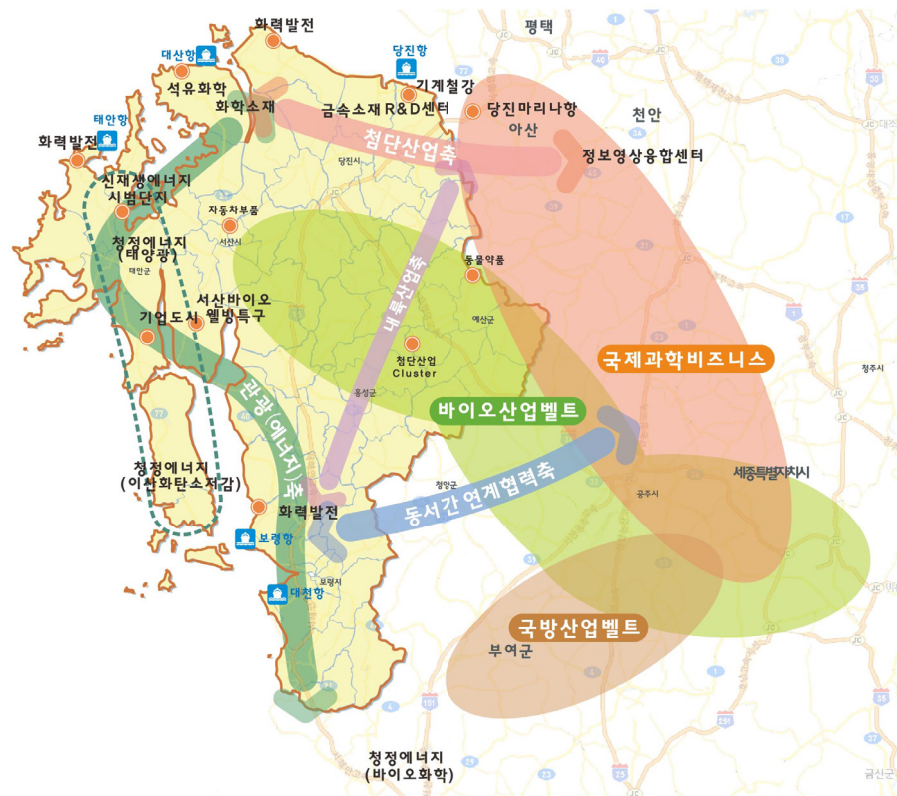 화력발전
평택
대산항
당진항
석유화학
기계철강
화학소재
금속소재 R&D센터
당진마리나항
아산
천안
태안항
화력발전
첨단산업축
정보영상융합센터
당진시
신재생에너지
시범단지
자동차부품
서산시
청정에너지
(태양광)
태안군
동물약품
내륙산업축
서산바이오
웰빙특구
기업도시
예산군
첨단산업
Cluster
국제과학비즈니스
청주시
홍성군
바이오산업벨트
관광(에너지)축
청정에너지
(이산화탄소저감)
청양군
세종특별자치시
공주시
동서간 연계협력축
화력발전
보령항
보령시
대천항
국방산업벨트
부여군
청정에너지
(바이오화학)
금산군